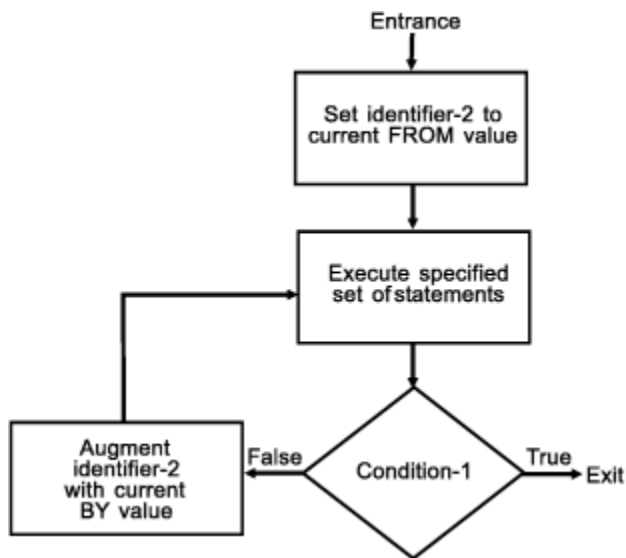 Entrance
Set identifier-2 to
current FROM value
Execute specified
set of statements
Condition-1
False
True
Exit
Augment
identifier-2
with current
BY value